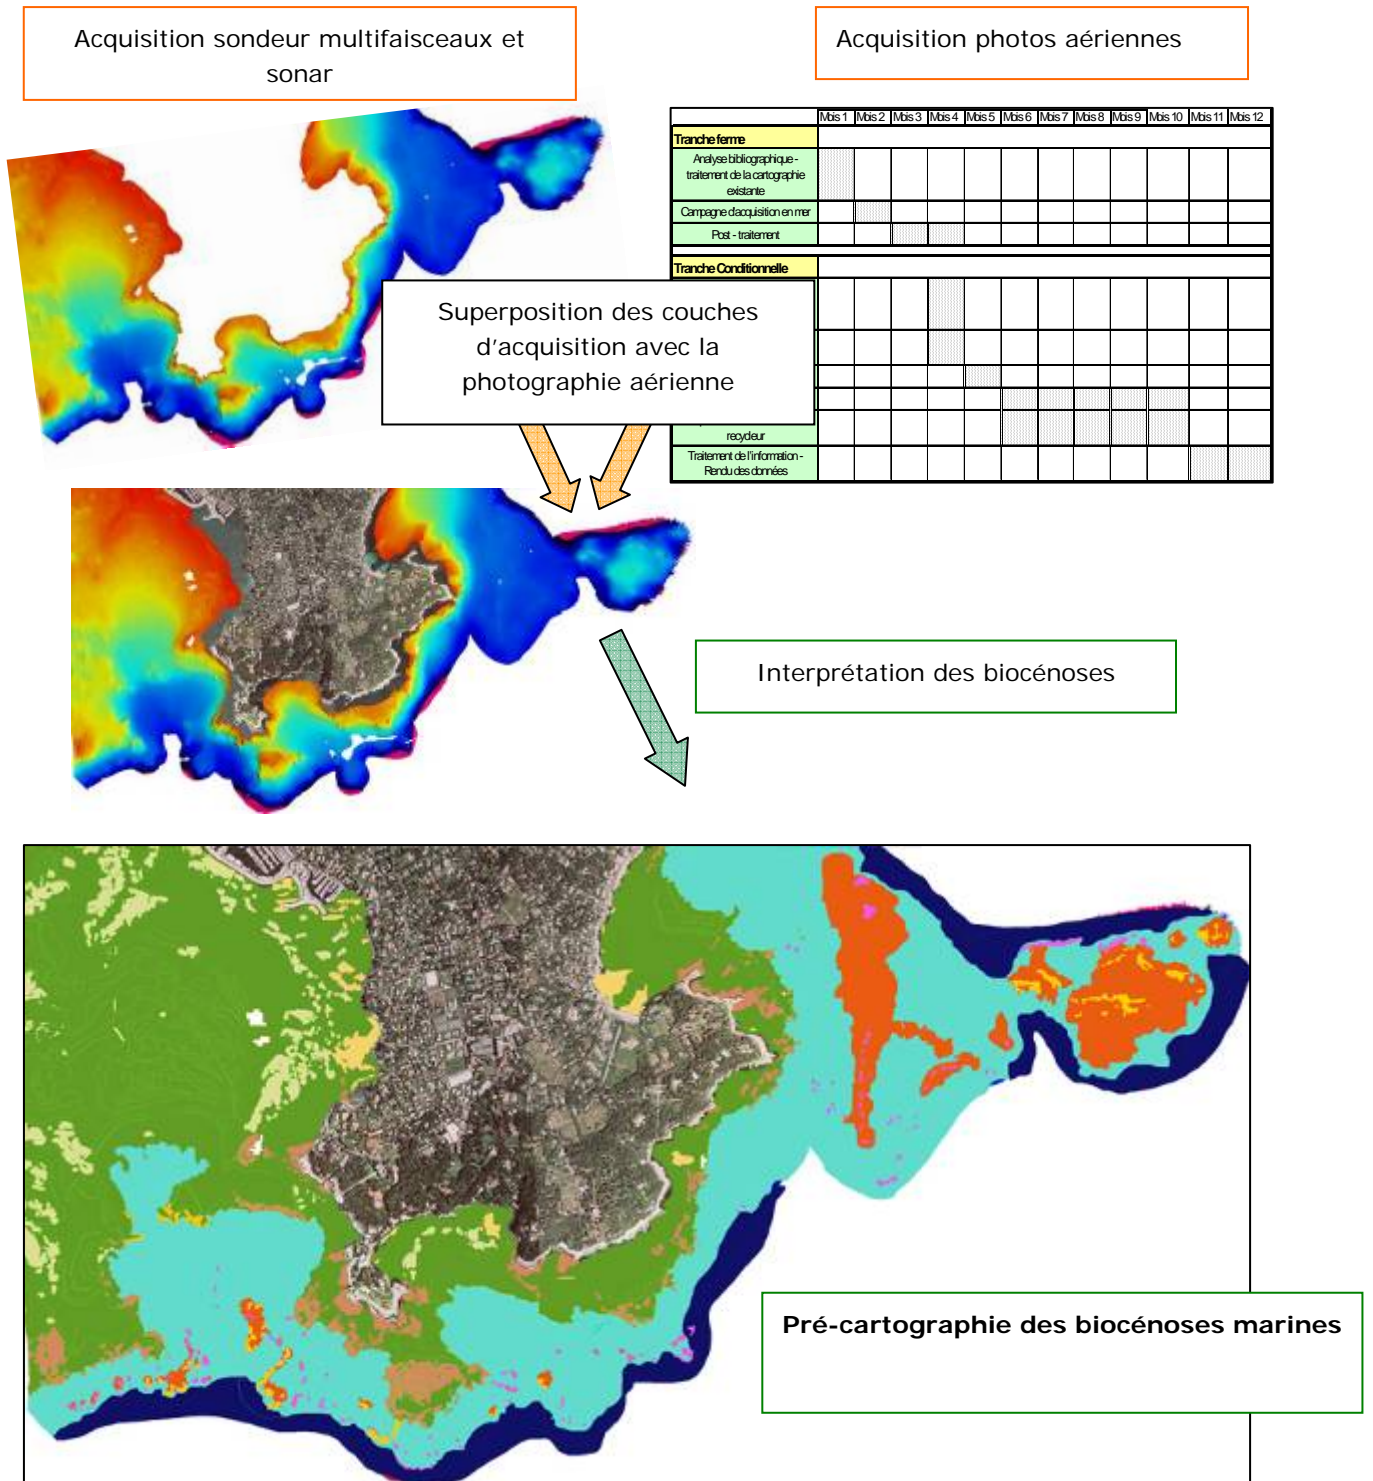 Acquisition sondeur multifaisceaux et
sonar
Acquisition photos aériennes
Mois 1 Mois 2 Mois 3 Mois 4 Mois 5 Mois 6 Mois 7 Mois 8 Mois 9 Mois 10 Mois 11 Mois 12
Tranche ferme
Analyse bibliographique -
traitement de la cartographie
existante
Campagne d'acquisition en mer
Post - traitement
Tranche Conditionnelle
recycleur
Traitement de l'information -
Rendu des données
Superposition des couches
d'acquisition avec la
photographie aérienne
Interprétation des biocénoses
Pré-cartographie des biocénoses marines